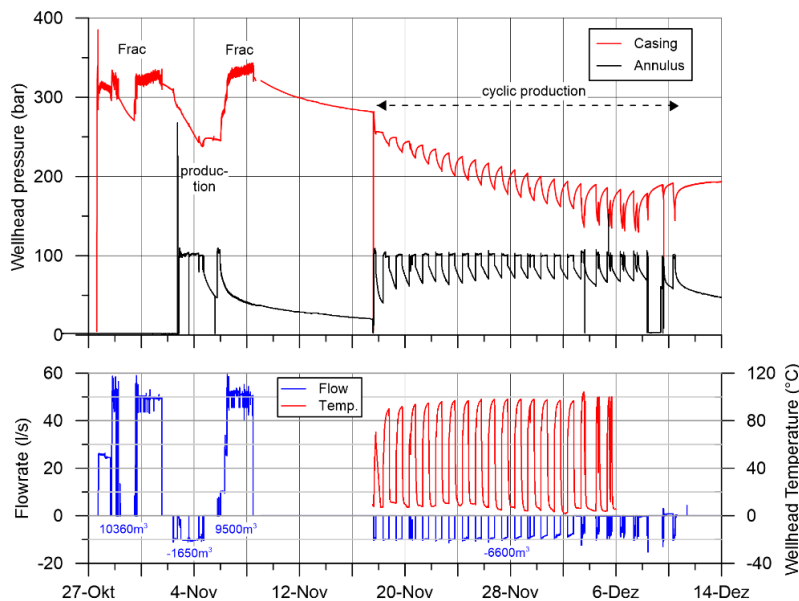 400
300
200
100
0
Wellhead pressure (bar)
Frac
Frac
Casing
Annulus
cyclic production
produc-
tion
60
40
20
0
-20
Flowrate (l/s)
Flow
Temp.
120
80
40
0
-40
Wellhead Temperature (°C)
10360m³
-1650m³
9500m³
-6600m³
27-Okt
4-Nov
12-Nov
20-Nov
28-Nov
6-Dez
14-Dez